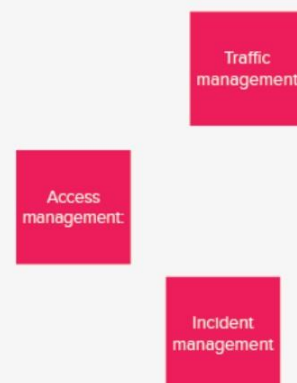 Traffic
management
Access
management:
Incident
management